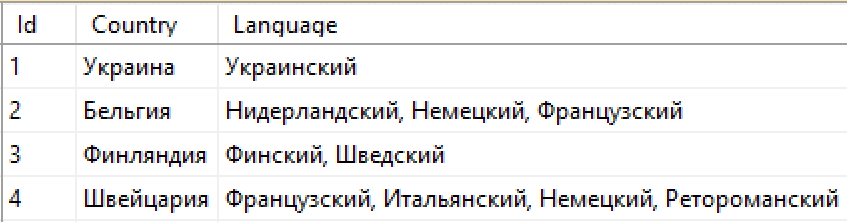 Id Country Language
1 Украина Украинский
2 Бельгия Нидерландский, Немецкий, Французский
3 Финляндия Финский, Шведский
4 Швейцария Французский, Итальянский, Немецкий, Ретороманский